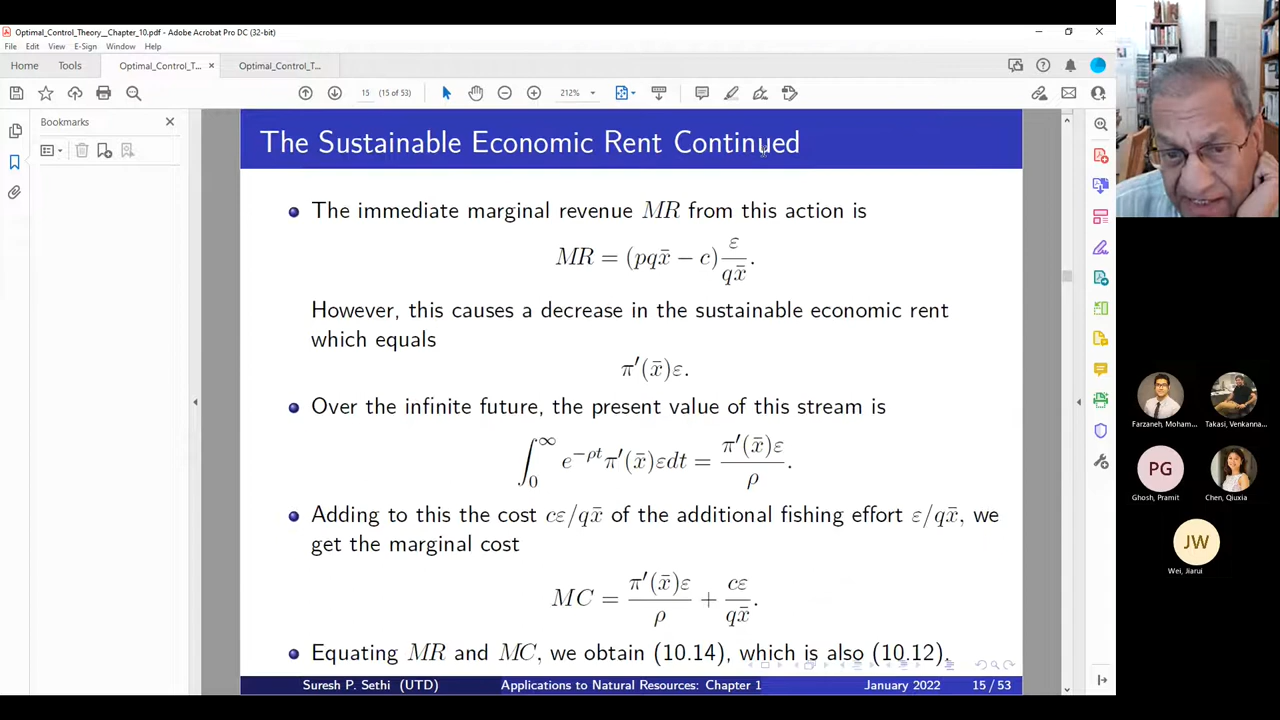 Optimal_Control_Theory__Chapter_10.pdf - Adobe Acrobat Pro DC (32-bit)
File Edit View E-Sign Window Help
Home Tools Optimal_Control_T... × Optimal_Control_T...
15 (15 of 53) 212%
Bookmarks
The Sustainable Economic Rent Continued
The immediate marginal revenue MR from this action is
MR = (pqx̄ − c) ε/qx̄.
However, this causes a decrease in the sustainable economic rent
which equals
π′(x̄)ε.
Over the infinite future, the present value of this stream is
∫₀^∞ e^{−ρt}π′(x̄)εdt = π′(x̄)ε/ρ.
Adding to this the cost cε/qx̄ of the additional fishing effort ε/qx̄, we
get the marginal cost
MC = π′(x̄)ε/ρ + cε/qx̄.
Equating MR and MC, we obtain (10.14), which is also (10.12).
Suresh P. Sethi (UTD) Applications to Natural Resources: Chapter 1 January 2022 15 / 53
Farzaneh, Moham... Takasi, Venkanna...
PG
Ghosh, Pramit Chen, Qiuxia
JW
Wei, Jiarui